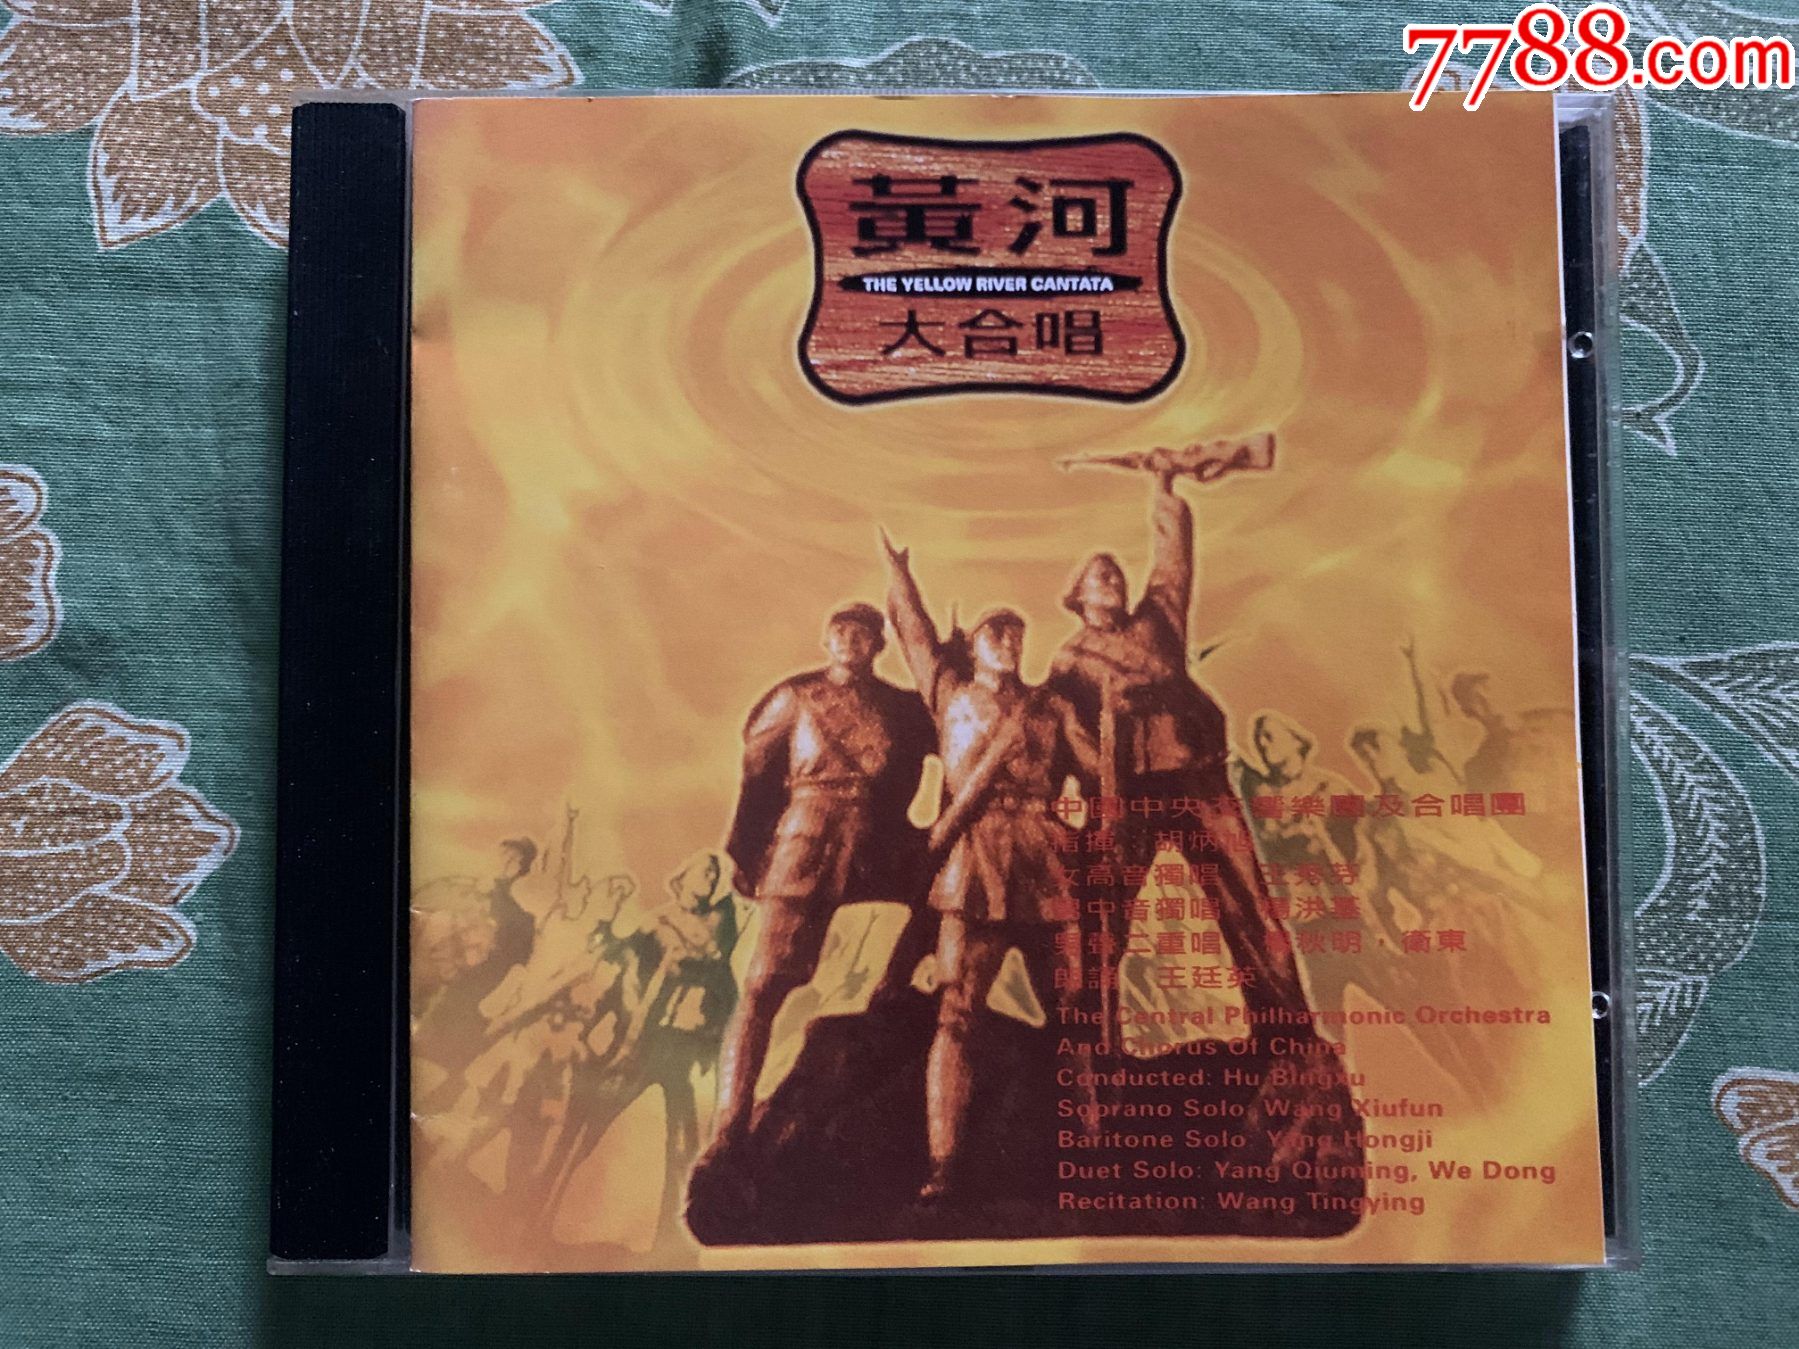 7788.com
黃河
THE YELLOW RIVER CANTATA
大合唱
中國中央交響樂團及合唱團
指揮：胡炳旭
女高音獨唱 王秀芬
男中音獨唱 楊洪基
男聲二重唱：楊秋明，衛東
朗誦 王廷英
The Central Philharmonic Orchestra
And Chorus Of China
Conducted: Hu Bingxu
Soprano Solo: Wang Xiufun
Baritone Solo: Yang Hongji
Duet Solo: Yang Qiuming, We Dong
Recitation: Wang Tingying